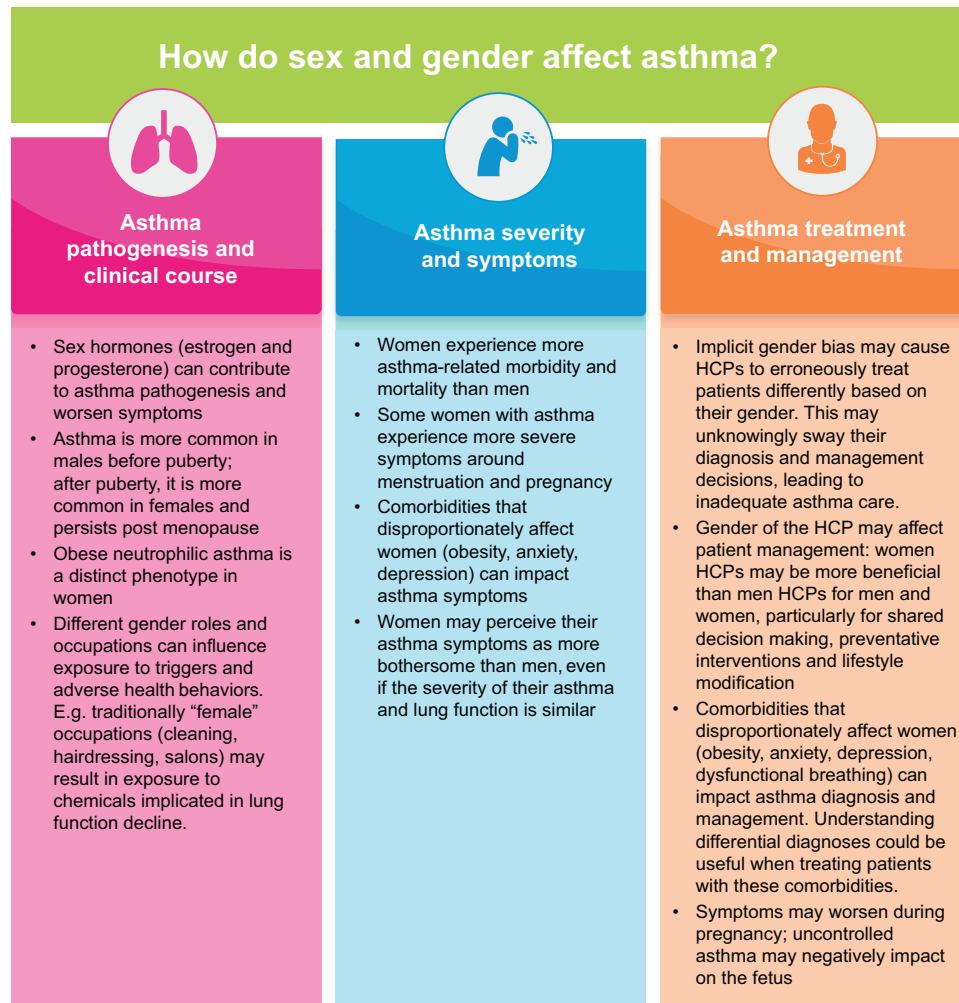 How do sex and gender affect asthma?
Asthma
pathogenesis and
clinical course
• Sex hormones (estrogen and
progesterone) can contribute
to asthma pathogenesis and
worsen symptoms
• Asthma is more common in
males before puberty;
after puberty, it is more
common in females and
persists post menopause
• Obese neutrophilic asthma is
a distinct phenotype in
women
• Different gender roles and
occupations can influence
exposure to triggers and
adverse health behaviors.
E.g. traditionally “female”
occupations (cleaning,
hairdressing, salons) may
result in exposure to
chemicals implicated in lung
function decline.
Asthma severity
and symptoms
• Women experience more
asthma-related morbidity and
mortality than men
• Some women with asthma
experience more severe
symptoms around
menstruation and pregnancy
• Comorbidities that
disproportionately affect
women (obesity, anxiety,
depression) can impact
asthma symptoms
• Women may perceive their
asthma symptoms as more
bothersome than men, even
if the severity of their asthma
and lung function is similar
Asthma treatment
and management
• Implicit gender bias may cause
HCPs to erroneously treat
patients differently based on
their gender. This may
unknowingly sway their
diagnosis and management
decisions, leading to
inadequate asthma care.
• Gender of the HCP may affect
patient management: women
HCPs may be more beneficial
than men HCPs for men and
women, particularly for shared
decision making, preventative
interventions and lifestyle
modification
• Comorbidities that
disproportionately affect women
(obesity, anxiety, depression,
dysfunctional breathing) can
impact asthma diagnosis and
management. Understanding
differential diagnoses could be
useful when treating patients
with these comorbidities.
• Symptoms may worsen during
pregnancy; uncontrolled
asthma may negatively impact
on the fetus